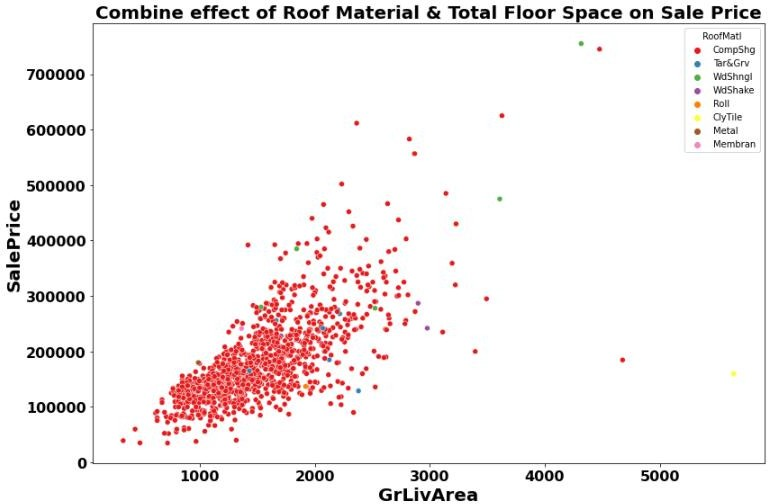 Combine effect of Roof Material & Total Floor Space on Sale Price
RoofMatl
CompShg
Tar&Grv
WdShngl
WdShake
Roll
ClyTile
Metal
Membran
SalePrice
700000
600000
500000
400000
300000
200000
100000
0
1000 2000 3000 4000 5000
GrLivArea